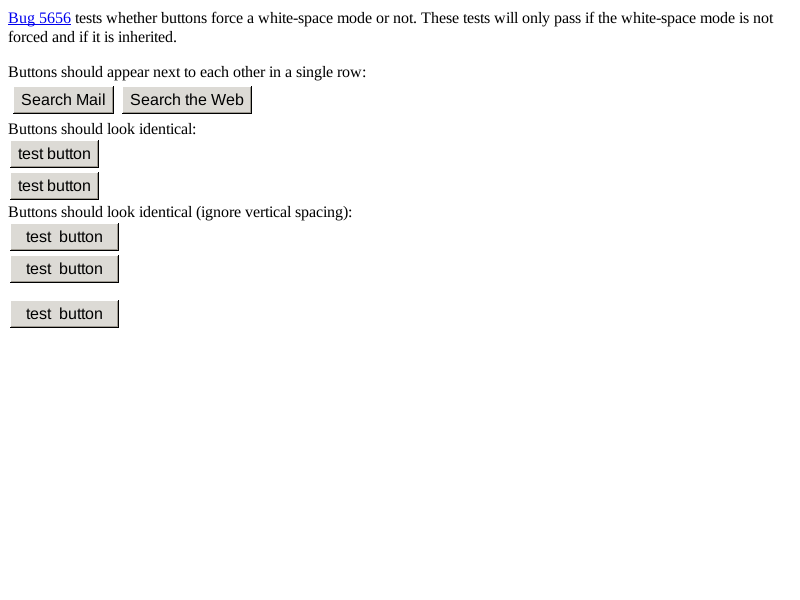 Bug 5656 tests whether buttons force a white-space mode or not. These tests will only pass if the white-space mode is not
forced and if it is inherited.
Buttons should appear next to each other in a single row:
Search Mail Search the Web
Buttons should look identical:
test button
test button
Buttons should look identical (ignore vertical spacing):
test  button
test  button
test  button